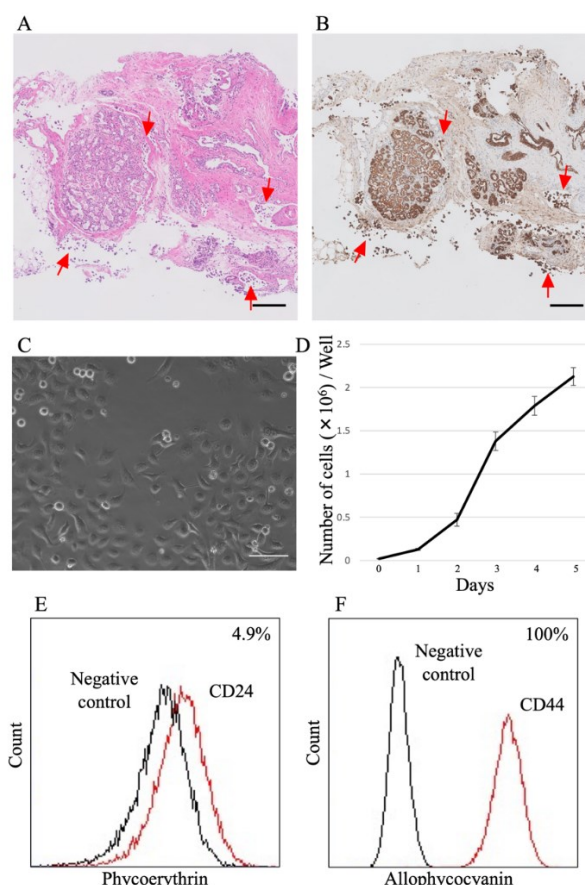 A
B
C
D
Number of cells (×10⁶) / Well
2.5
2
1.5
1
0.5
0
0 1 2 3 4 5
Days
E
4.9%
Negative
control
CD24
Count
Phycoerythrin
F
100%
Negative
control
CD44
Count
Allophycocyanin